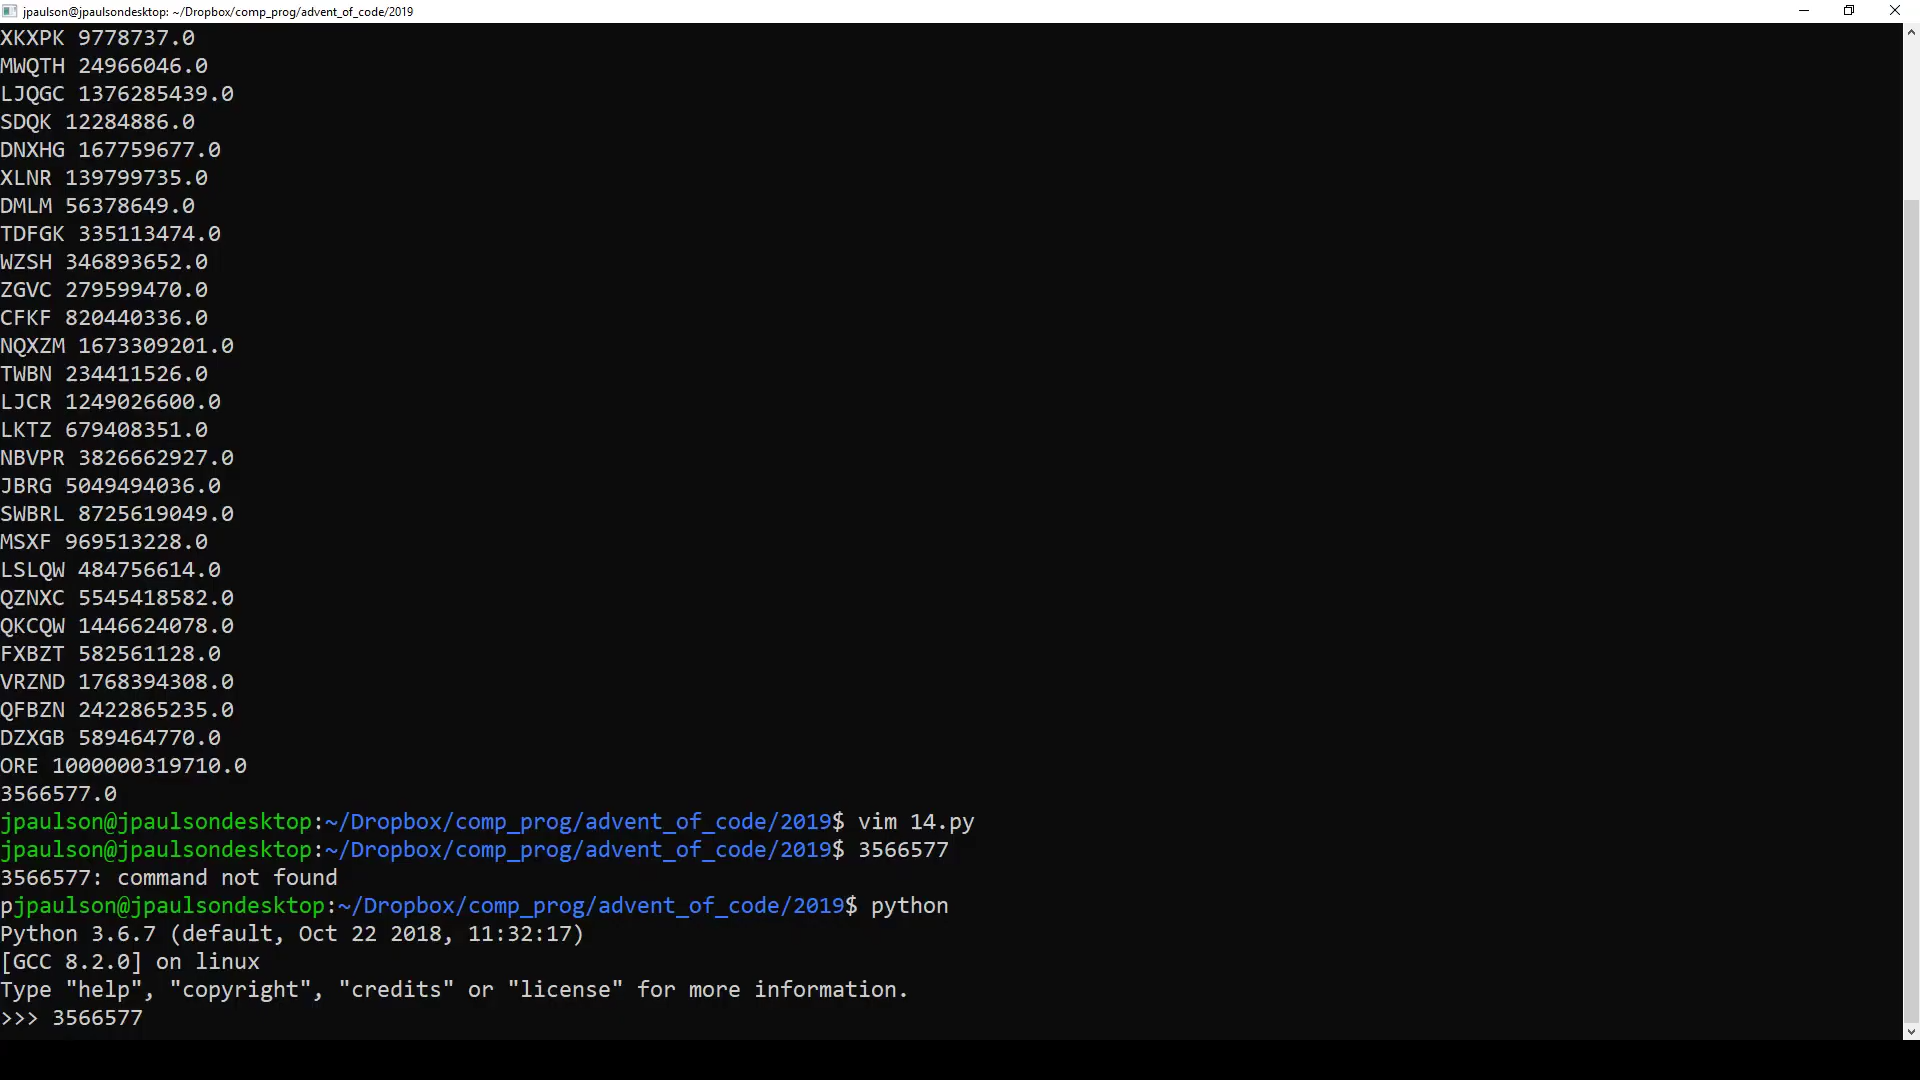 jpaulson@jpaulsondesktop: ~/Dropbox/comp_prog/advent_of_code/2019
XKXPK 9778737.0
MWQTH 24966046.0
LJQGC 1376285439.0
SDQK 12284886.0
DNXHG 167759677.0
XLNR 139799735.0
DMLM 56378649.0
TDFGK 335113474.0
WZSH 346893652.0
ZGVC 279599470.0
CFKF 820440336.0
NQXZM 1673309201.0
TWBN 234411526.0
LJCR 1249026600.0
LKTZ 679408351.0
NBVPR 3826662927.0
JBRG 5049494036.0
SWBRL 8725619049.0
MSXF 969513228.0
LSLQW 484756614.0
QZNXC 5545418582.0
QKCQW 1446624078.0
FXBZT 582561128.0
VRZND 1768394308.0
QFBZN 2422865235.0
DZXGB 589464770.0
ORE 1000000319710.0
3566577.0
jpaulson@jpaulsondesktop:~/Dropbox/comp_prog/advent_of_code/2019$ vim 14.py
jpaulson@jpaulsondesktop:~/Dropbox/comp_prog/advent_of_code/2019$ 3566577
3566577: command not found
pjpaulson@jpaulsondesktop:~/Dropbox/comp_prog/advent_of_code/2019$ python
Python 3.6.7 (default, Oct 22 2018, 11:32:17)
[GCC 8.2.0] on linux
Type "help", "copyright", "credits" or "license" for more information.
>>> 3566577